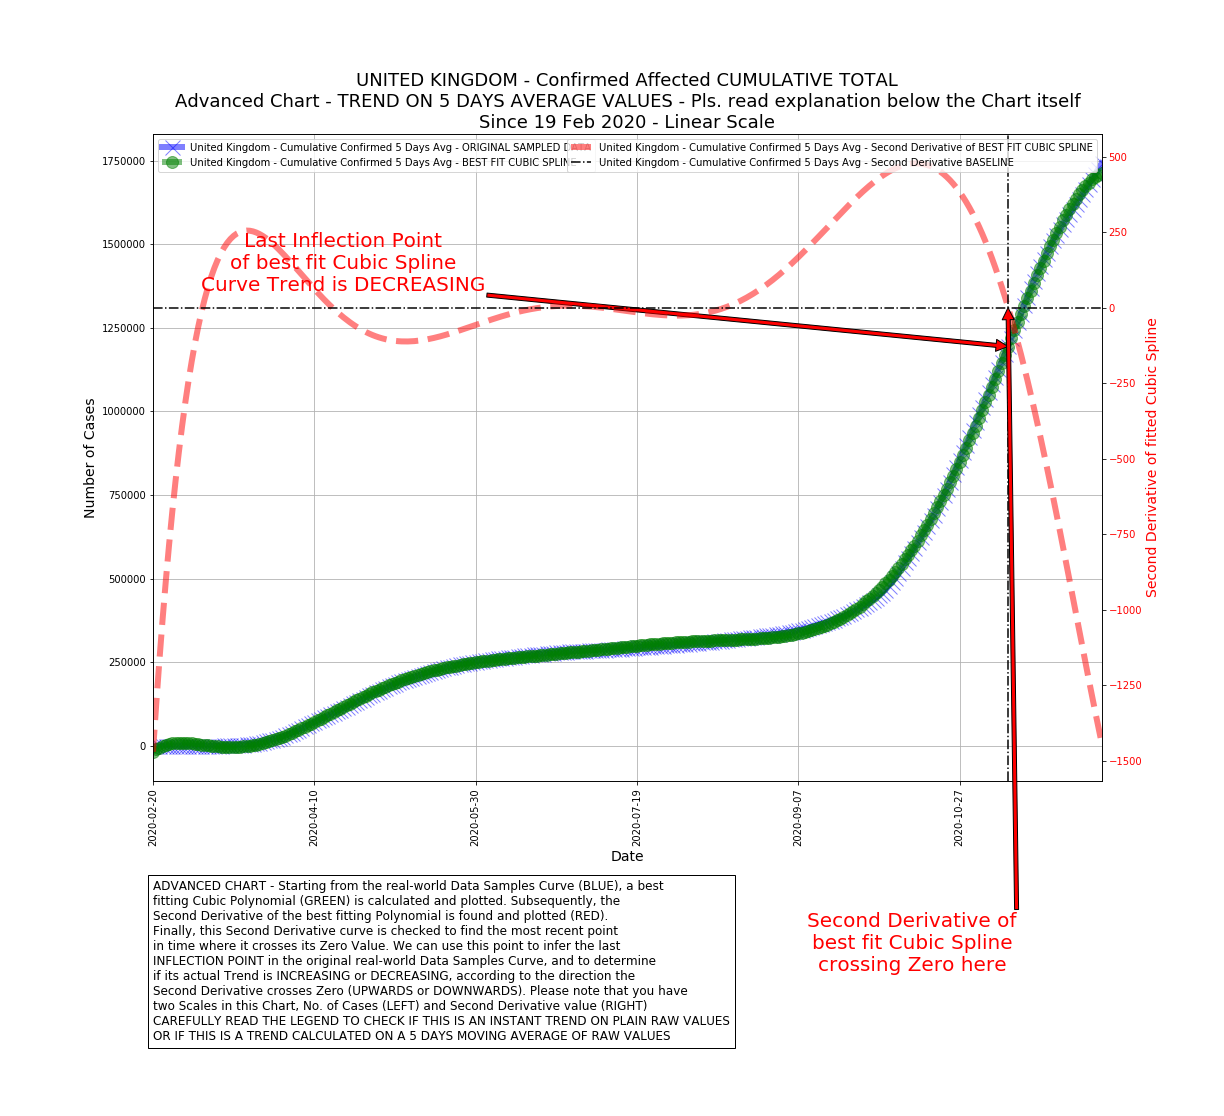 UNITED KINGDOM - Confirmed Affected CUMULATIVE TOTAL
Advanced Chart - TREND ON 5 DAYS AVERAGE VALUES - Pls. read explanation below the Chart itself
Since 19 Feb 2020 - Linear Scale
United Kingdom - Cumulative Confirmed 5 Days Avg - ORIGINAL SAMPLED DATA
United Kingdom - Cumulative Confirmed 5 Days Avg - BEST FIT CUBIC SPLINE
United Kingdom - Cumulative Confirmed 5 Days Avg - Second Derivative of BEST FIT CUBIC SPLINE
United Kingdom - Cumulative Confirmed 5 Days Avg - Second Derivative BASELINE
Last Inflection Point
of best fit Cubic Spline
Curve Trend is DECREASING
Number of Cases
1750000
1500000
1250000
1000000
750000
500000
250000
0
500
250
0
−250
−500
−750
−1000
−1250
−1500
Second Derivative of fitted Cubic Spline
2020-02-20
2020-04-10
2020-05-30
2020-07-19
2020-09-07
2020-10-27
Date
ADVANCED CHART - Starting from the real-world Data Samples Curve (BLUE), a best
fitting Cubic Polynomial (GREEN) is calculated and plotted. Subsequently, the
Second Derivative of the best fitting Polynomial is found and plotted (RED).
Finally, this Second Derivative curve is checked to find the most recent point
in time where it crosses its Zero Value. We can use this point to infer the last
INFLECTION POINT in the original real-world Data Samples Curve, and to determine
if its actual Trend is INCREASING or DECREASING, according to the direction the
Second Derivative crosses Zero (UPWARDS or DOWNWARDS). Please note that you have
two Scales in this Chart, No. of Cases (LEFT) and Second Derivative value (RIGHT)
CAREFULLY READ THE LEGEND TO CHECK IF THIS IS AN INSTANT TREND ON PLAIN RAW VALUES
OR IF THIS IS A TREND CALCULATED ON A 5 DAYS MOVING AVERAGE OF RAW VALUES
Second Derivative of
best fit Cubic Spline
crossing Zero here